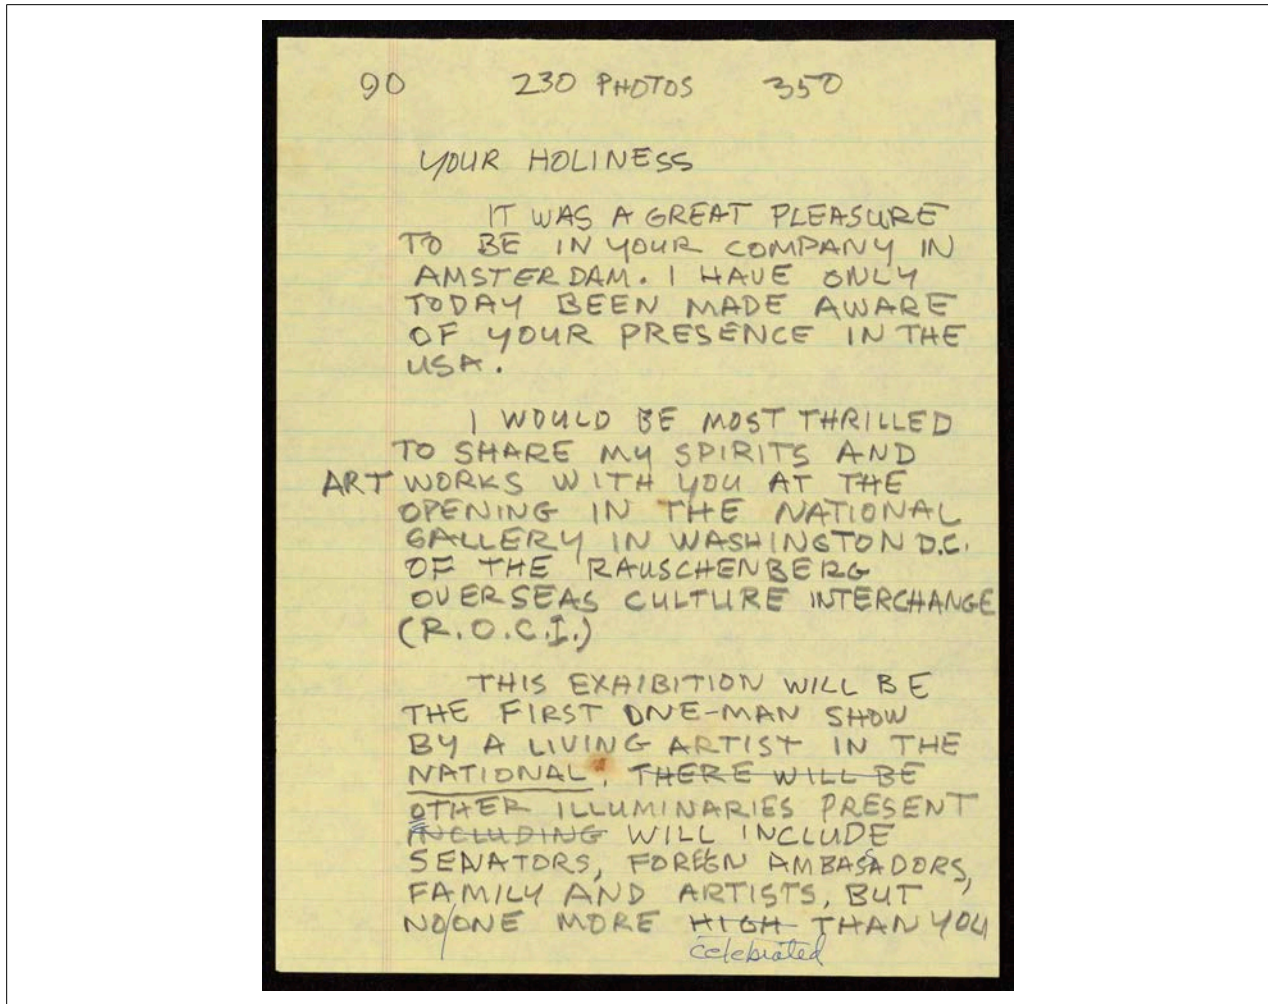 90 230 PHOTOS 350
YOUR HOLINESS
IT WAS A GREAT PLEASURE
TO BE IN YOUR COMPANY IN
AMSTERDAM. I HAVE ONLY
TODAY BEEN MADE AWARE
OF YOUR PRESENCE IN THE
USA.
I WOULD BE MOST THRILLED
TO SHARE MY SPIRITS AND
ART WORKS WITH YOU AT THE
OPENING IN THE NATIONAL
GALLERY IN WASHINGTON D.C.
OF THE RAUSCHENBERG
OVERSEAS CULTURE INTERCHANGE
(R.O.C.I.)
THIS EXHIBITION WILL BE
THE FIRST ONE-MAN SHOW
BY A LIVING ARTIST IN THE
NATIONAL, THERE WILL BE
OTHER ILLUMINARIES PRESENT
INCLUDING WILL INCLUDE
SENATORS, FOREIGN AMBASSADORS,
FAMILY AND ARTISTS, BUT
NO/ONE MORE HIGH THAN YOU
celebrated